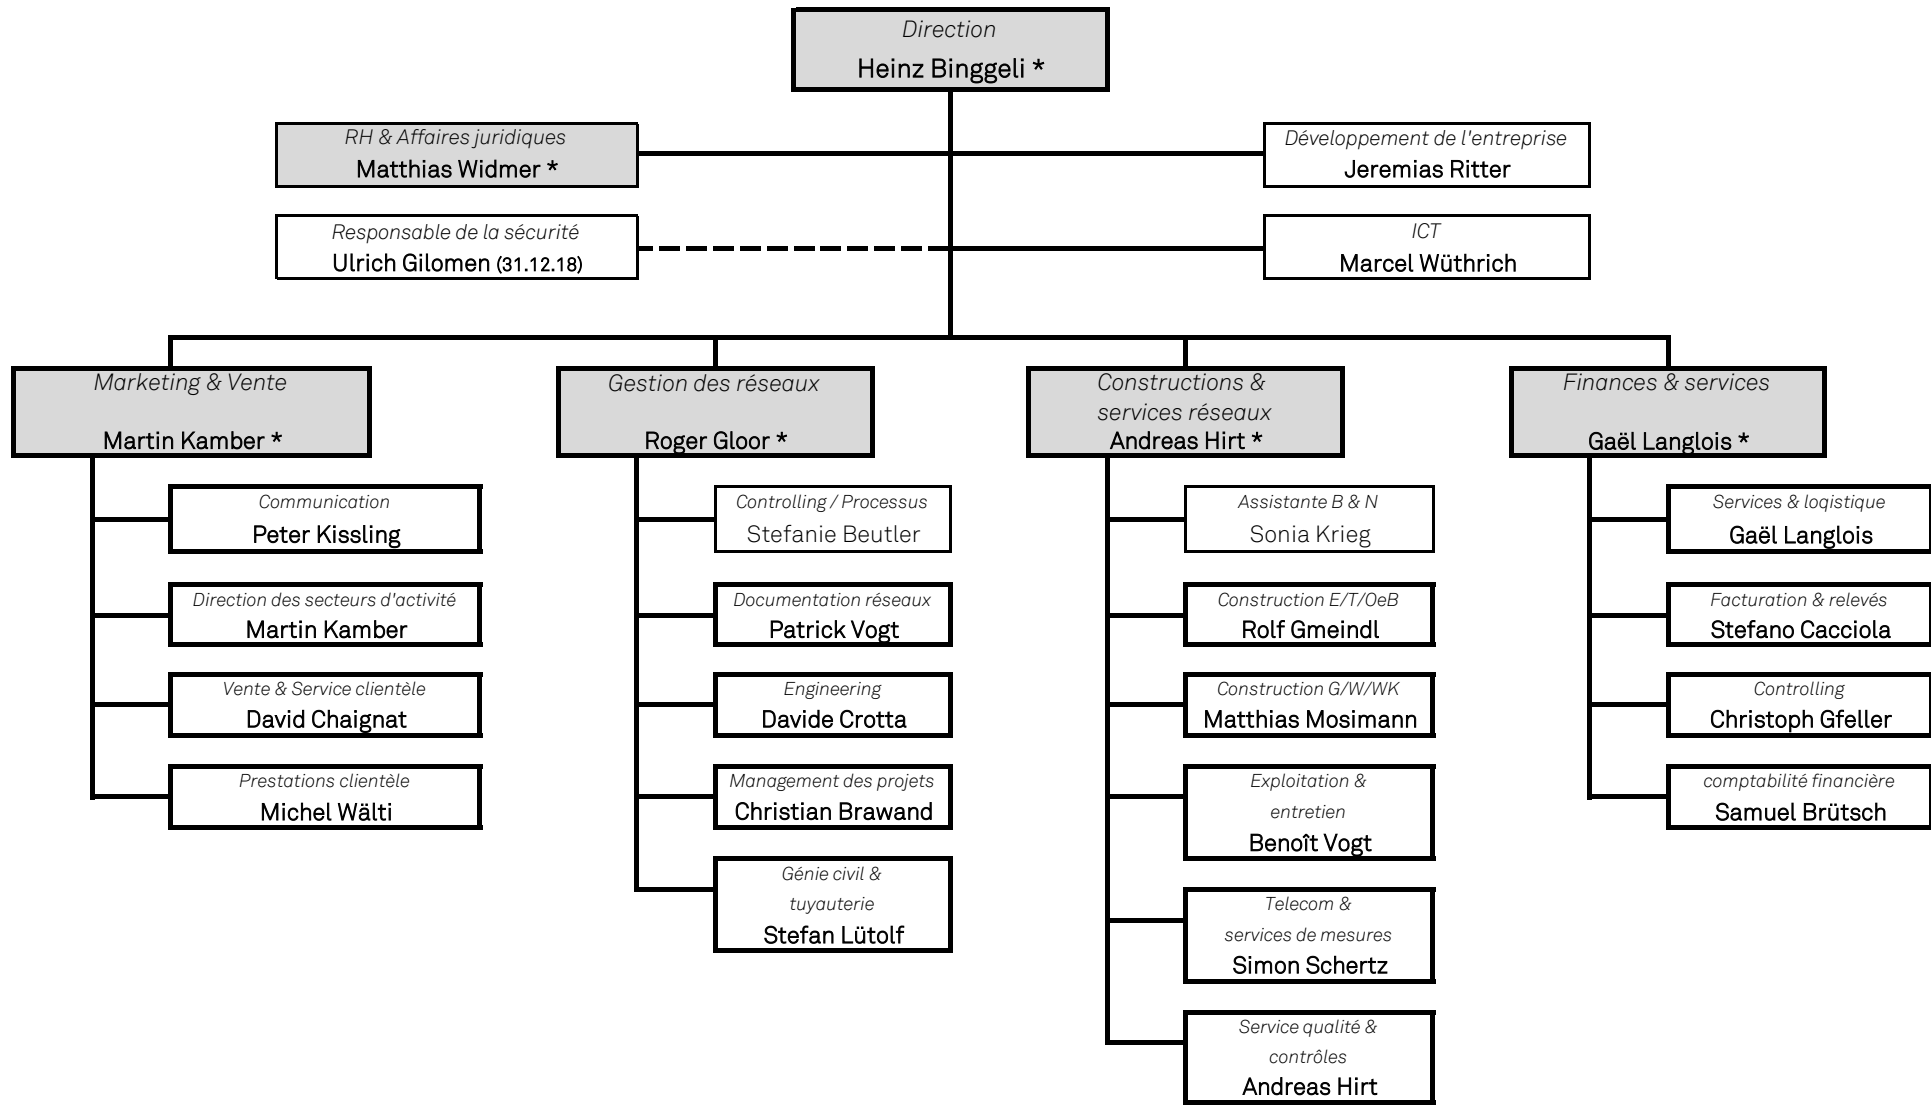 Direction
Heinz Binggeli *
RH & Affaires juridiques
Matthias Widmer *
Développement de l'entreprise
Jeremias Ritter
Responsable de la sécurité
Ulrich Gilomen (31.12.18)
ICT
Marcel Wüthrich
Marketing & Vente
Martin Kamber *
Communication
Peter Kissling
Direction des secteurs d'activité
Martin Kamber
Vente & Service clientèle
David Chaignat
Prestations clientèle
Michel Wälti
Gestion des réseaux
Roger Gloor *
Controlling / Processus
Stefanie Beutler
Documentation réseaux
Patrick Vogt
Engineering
Davide Crotta
Management des projets
Christian Brawand
Génie civil &
tuyauterie
Stefan Lütolf
Constructions &
services réseaux
Andreas Hirt *
Assistante B & N
Sonia Krieg
Construction E/T/OeB
Rolf Gmeindl
Construction G/W/WK
Matthias Mosimann
Exploitation &
entretien
Benoît Vogt
Telecom &
services de mesures
Simon Schertz
Service qualité &
contrôles
Andreas Hirt
Finances & services
Gaël Langlois *
Services & logistique
Gaël Langlois
Facturation & relevés
Stefano Cacciola
Controlling
Christoph Gfeller
comptabilité financière
Samuel Brütsch